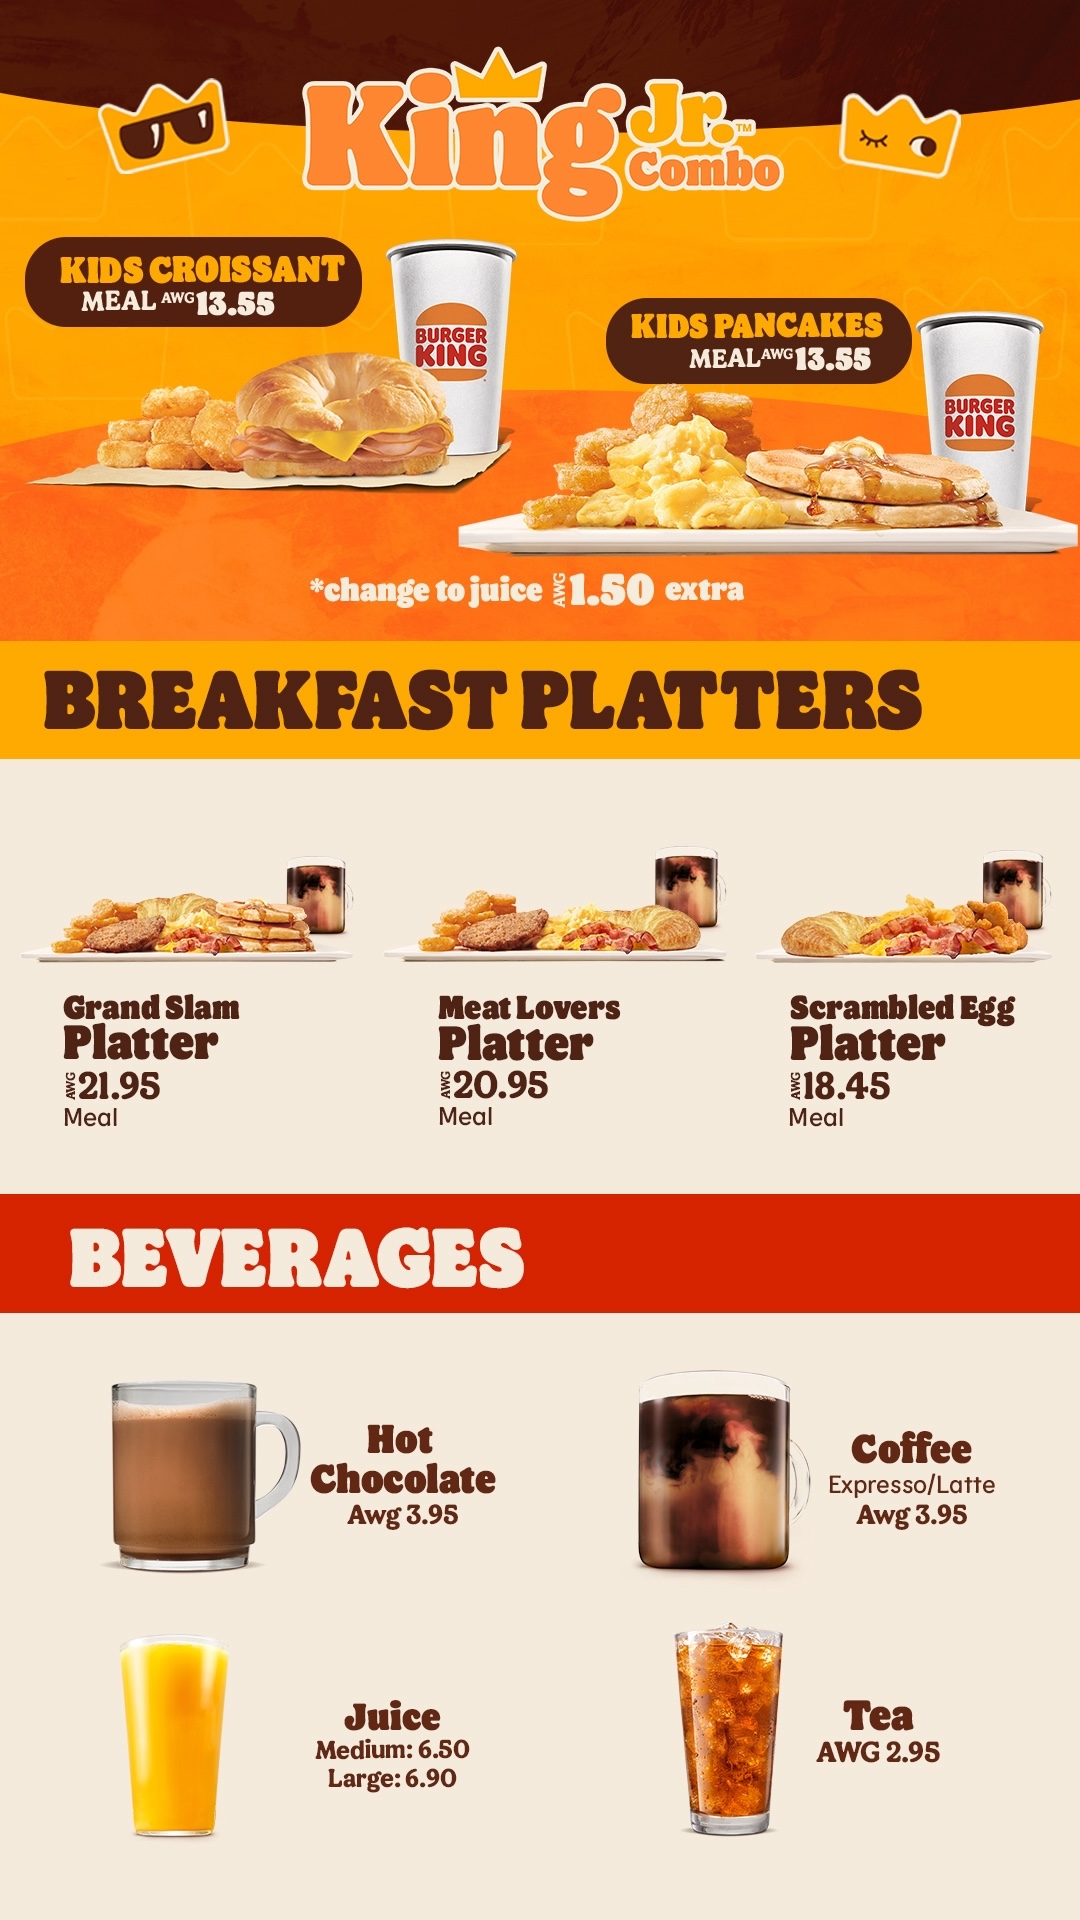 King Jr.™
Combo
KIDS CROISSANT
MEAL AWG 13.55
BURGER
KING
KIDS PANCAKES
MEAL AWG 13.55
BURGER
KING
*change to juice AWG 1.50 extra
BREAKFAST PLATTERS
Grand Slam
Platter
AWG 21.95
Meal
Meat Lovers
Platter
AWG 20.95
Meal
Scrambled Egg
Platter
AWG 18.45
Meal
BEVERAGES
Hot
Chocolate
Awg 3.95
Coffee
Expresso/Latte
Awg 3.95
Juice
Medium: 6.50
Large: 6.90
Tea
AWG 2.95